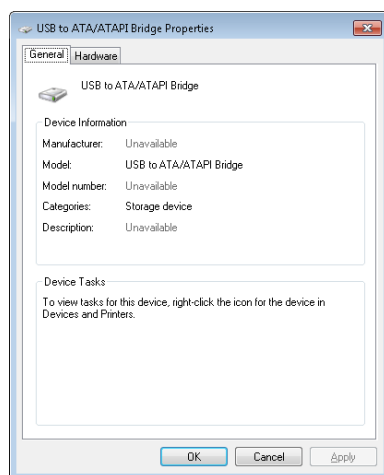 USB to ATA/ATAPI Bridge Properties
General Hardware
USB to ATA/ATAPI Bridge
Device Information
Manufacturer: Unavailable
Model: USB to ATA/ATAPI Bridge
Model number: Unavailable
Categories: Storage device
Description: Unavailable
Device Tasks
To view tasks for this device, right-click the icon for the device in
Devices and Printers.
OK Cancel Apply